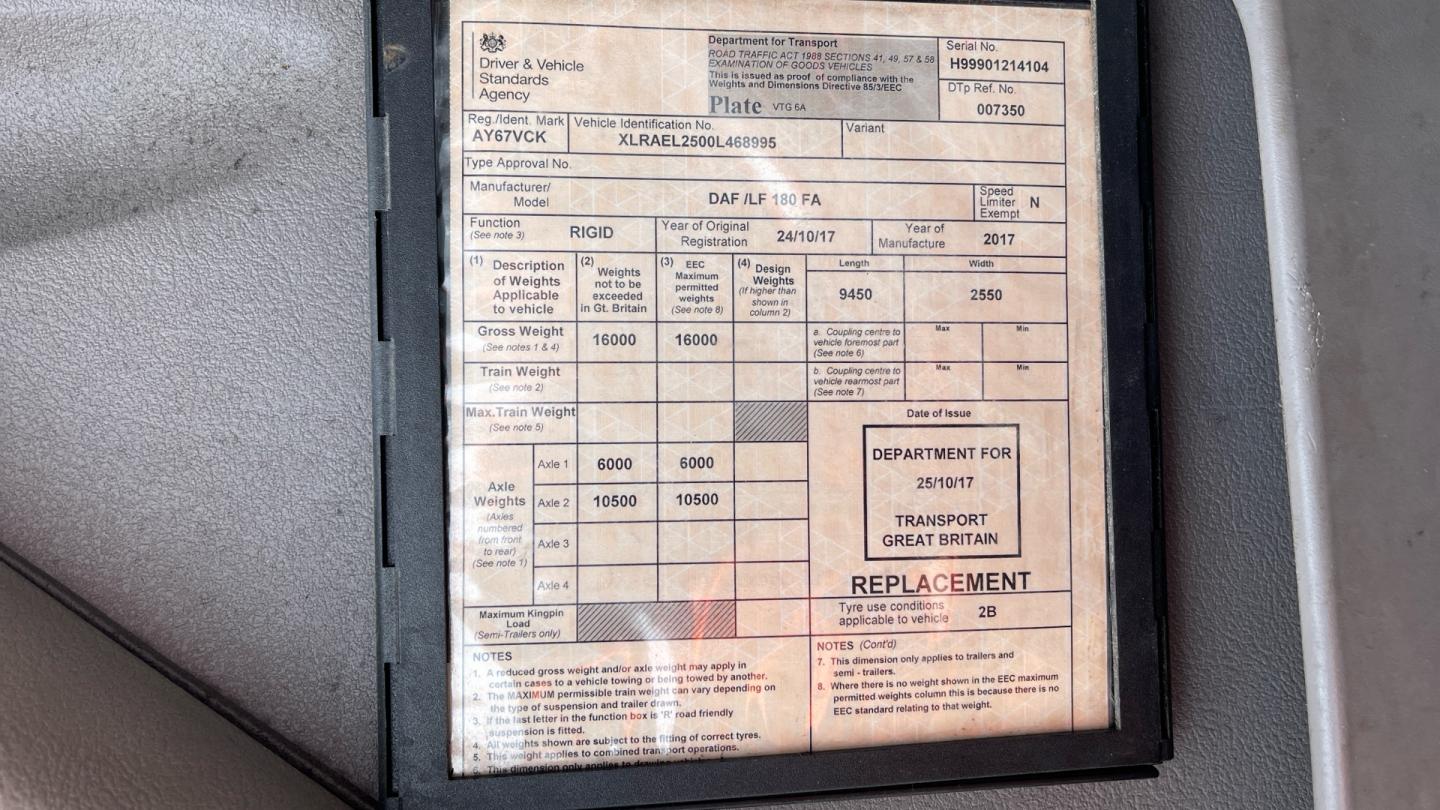 Driver & Vehicle
Standards
Agency
Department for Transport
ROAD TRAFFIC ACT 1988 SECTIONS 41, 49, 57 & 58
EXAMINATION OF GOODS VEHICLES
This is issued as proof of compliance with the
Weights and Dimensions Directive 85/3/EEC
Plate VTG 6A
Serial No.
H99901214104
DTp Ref. No.
007350
Reg./Ident. Mark
AY67VCK
Vehicle Identification No.
XLRAEL2500L468995
Variant
Type Approval No.
Manufacturer/
Model
DAF /LF 180 FA
Speed
Limiter
Exempt
N
Function
(See note 3)
RIGID
Year of Original
Registration
24/10/17
Year of
Manufacture
2017
(1) Description
of Weights
Applicable
to vehicle
(2) Weights
not to be
exceeded
in Gt. Britain
(3) EEC
Maximum
permitted
weights
(See note 8)
(4) Design
Weights
(If higher than
shown in
column 2)
Length
9450
Width
2550
Gross Weight
(See notes 1 & 4)
16000
16000
a. Coupling centre to
vehicle foremost part
(See note 6)
Max
Min
Train Weight
(See note 2)
b. Coupling centre to
vehicle rearmost part
(See note 7)
Max
Min
Max.Train Weight
(See note 5)
Axle
Weights
(Axles
numbered
from front
to rear)
(See note 1)
Axle 1
6000
6000
Axle 2
10500
10500
Axle 3
Axle 4
Date of Issue
DEPARTMENT FOR
25/10/17
TRANSPORT
GREAT BRITAIN
REPLACEMENT
Maximum Kingpin
Load
(Semi-Trailers only)
Tyre use conditions
applicable to vehicle
2B
NOTES
1. A reduced gross weight and/or axle weight may apply in
certain cases to a vehicle towing or being towed by another.
2. The MAXIMUM permissible train weight can vary depending on
the type of suspension and trailer drawn.
3. If the last letter in the function box is 'R' road friendly
suspension is fitted.
4. All weights shown are subject to the fitting of correct tyres.
5. This weight applies to combined transport operations.
6. This dimension only applies to drawing
NOTES (Cont'd)
7. This dimension only applies to trailers and
semi - trailers.
8. Where there is no weight shown in the EEC maximum
permitted weights column this is because there is no
EEC standard relating to that weight.